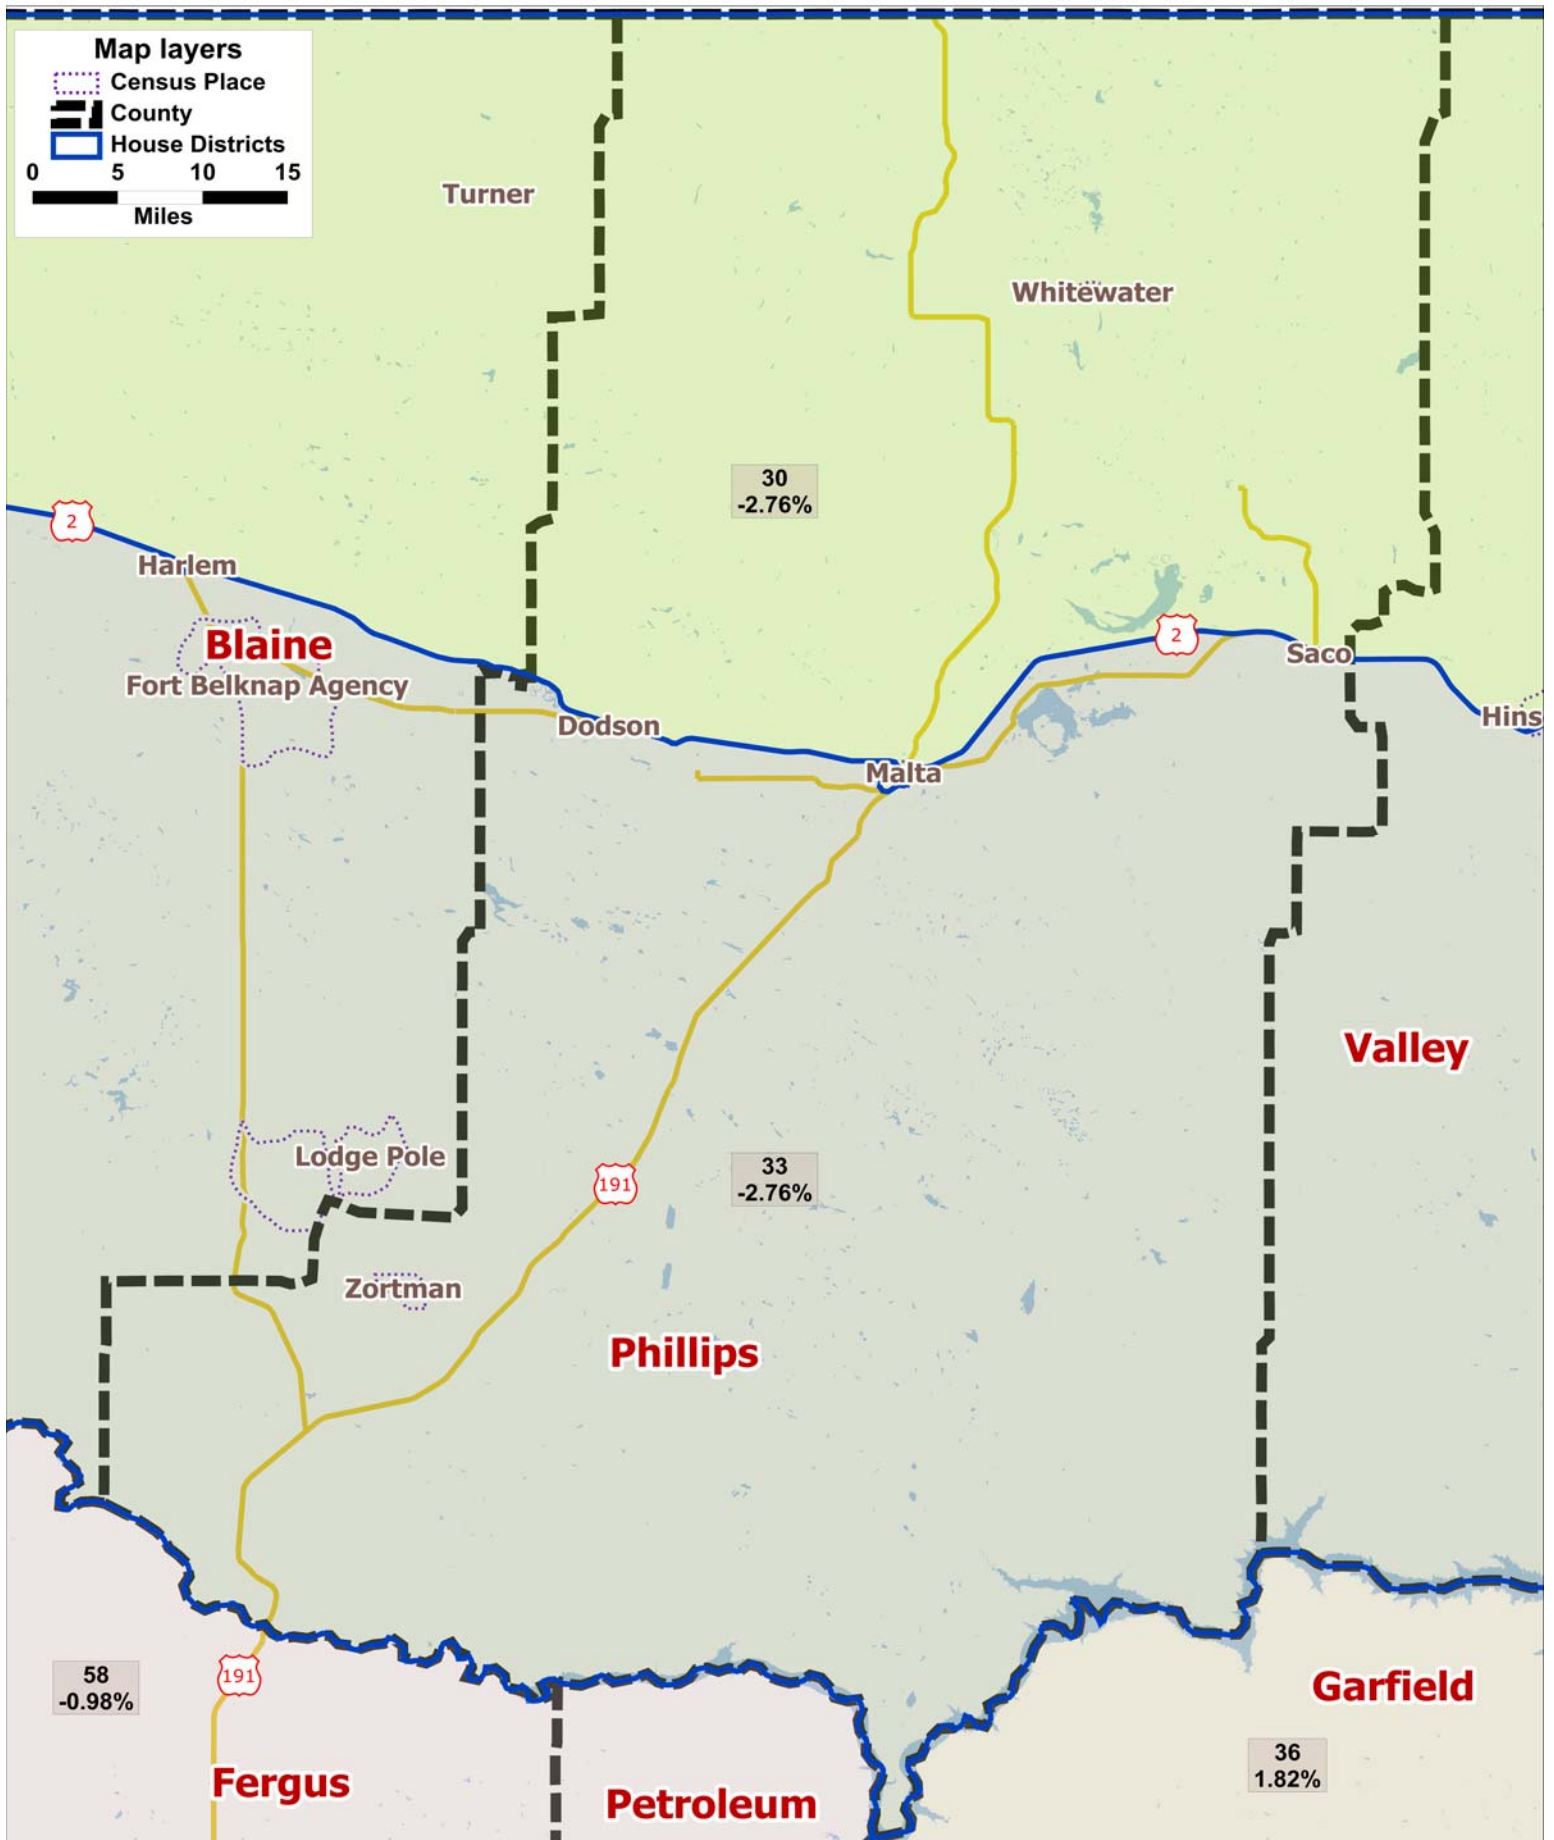 Map layers
Census Place
County
House Districts
0 5 10 15
Miles
Turner
Whitewater
30
-2.76%
2
Harlem
2
Blaine
Saco
Fort Belknap Agency
Hins
Dodson
Malta
Valley
Lodge Pole
33
-2.76%
191
Zortman
Phillips
58
-0.98%
191
Garfield
36
1.82%
Fergus
Petroleum